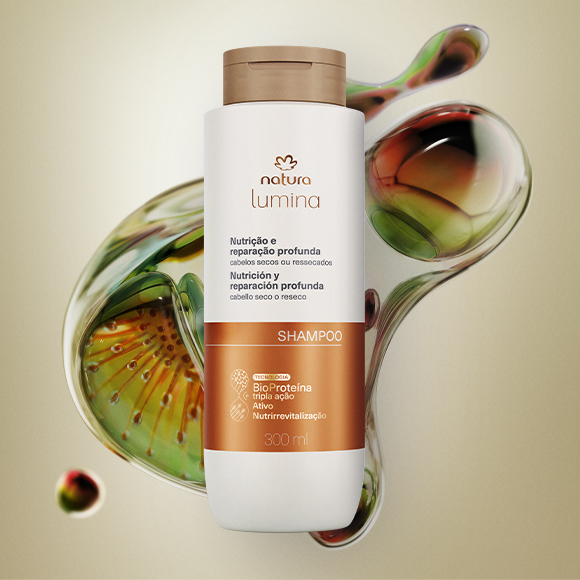 natura
lumina
Nutrição e
reparação profunda
cabelos secos ou ressecados
Nutrición y
reparación profunda
cabello seco o reseco
SHAMPOO
TECNOLOGIA
BioProteína
tripla ação
Ativo
Nutrirrevitalização
300 ml